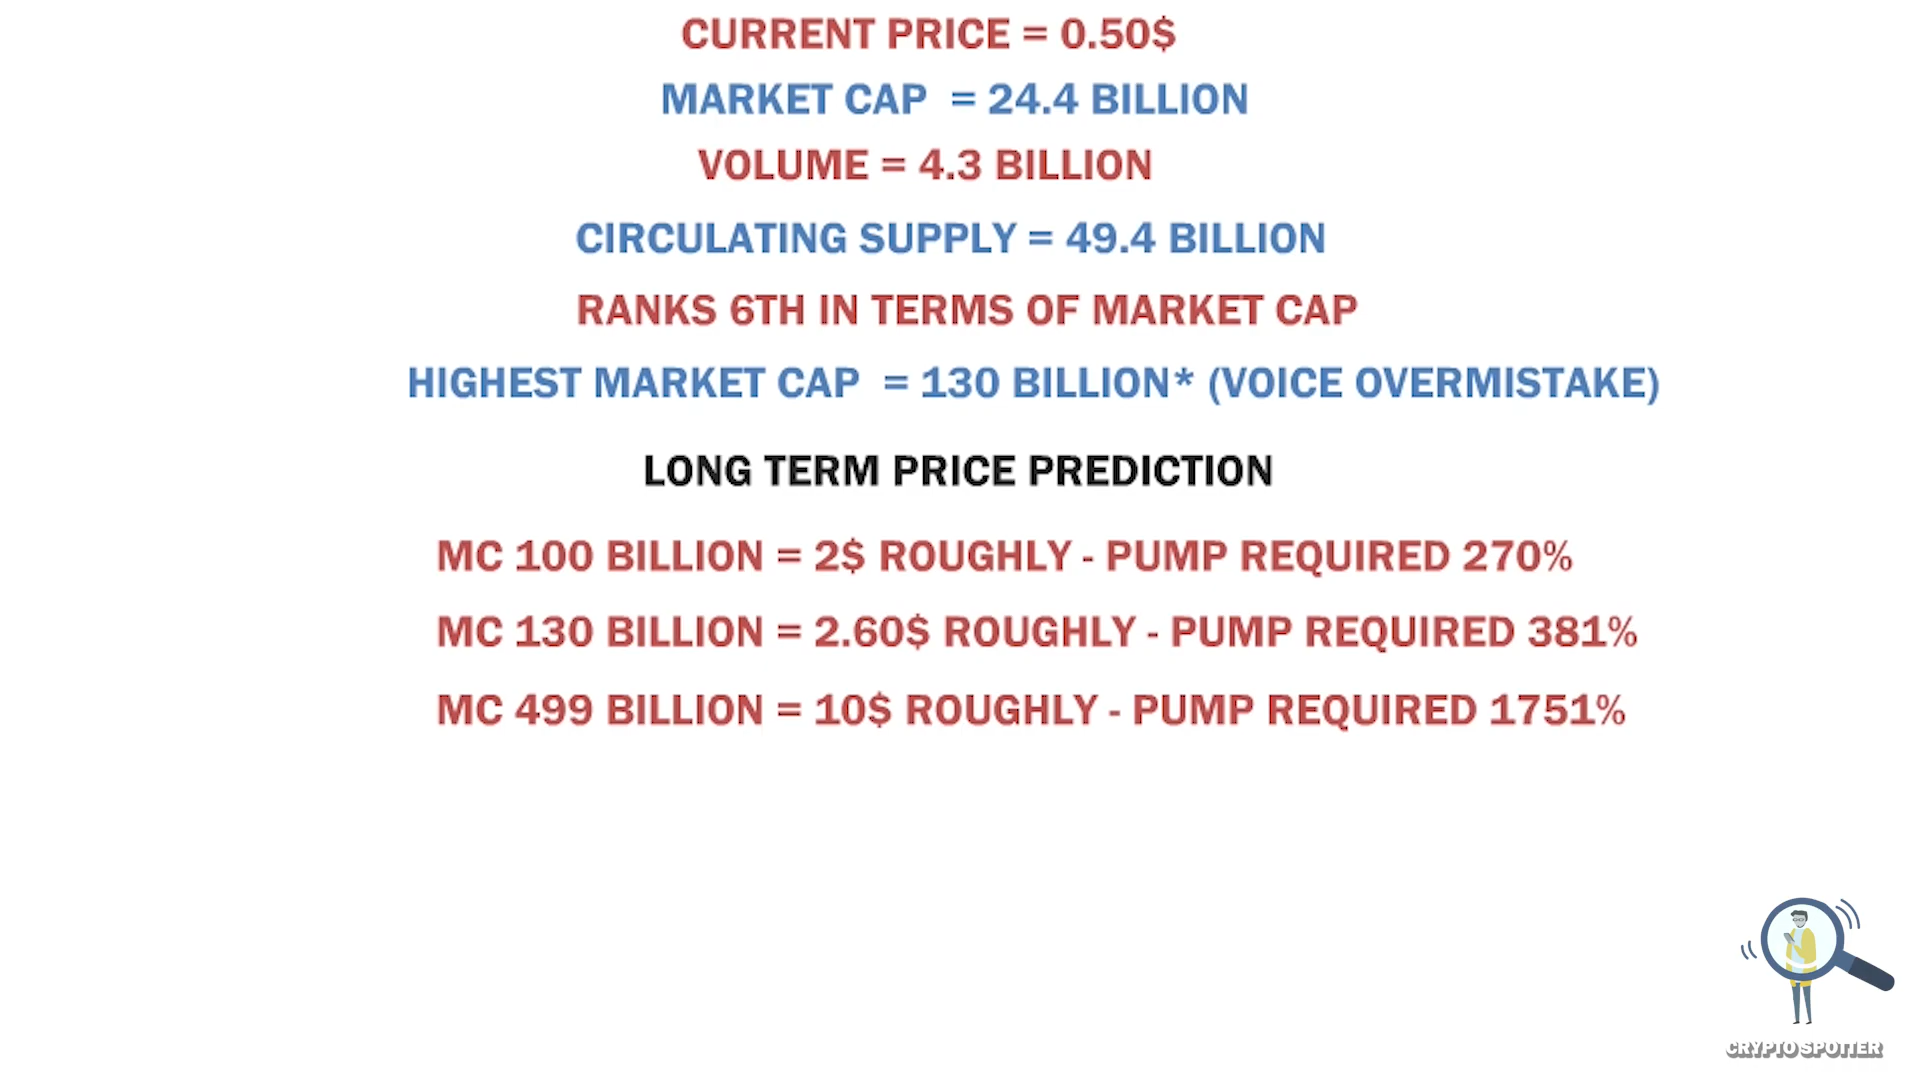 CURRENT PRICE = 0.50$
MARKET CAP = 24.4 BILLION
VOLUME = 4.3 BILLION
CIRCULATING SUPPLY = 49.4 BILLION
RANKS 6TH IN TERMS OF MARKET CAP
HIGHEST MARKET CAP = 130 BILLION* (VOICE OVERMISTAKE)
LONG TERM PRICE PREDICTION
MC 100 BILLION = 2$ ROUGHLY - PUMP REQUIRED 270%
MC 130 BILLION = 2.60$ ROUGHLY - PUMP REQUIRED 381%
MC 499 BILLION = 10$ ROUGHLY - PUMP REQUIRED 1751%
CRYPTO SPOTTER